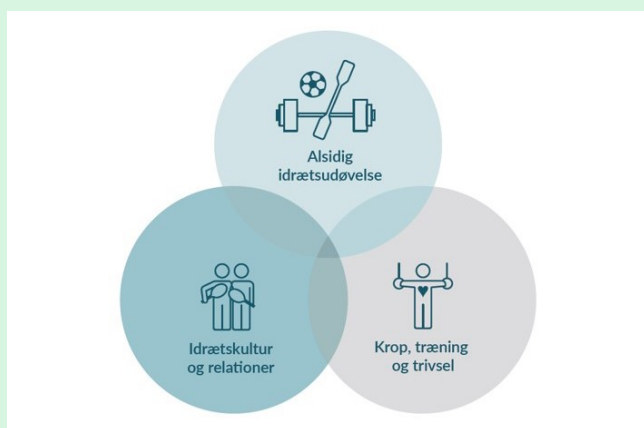 Alsidig
idrætsudøvelse
Idrætskultur
og relationer
Krop, træning
og trivsel